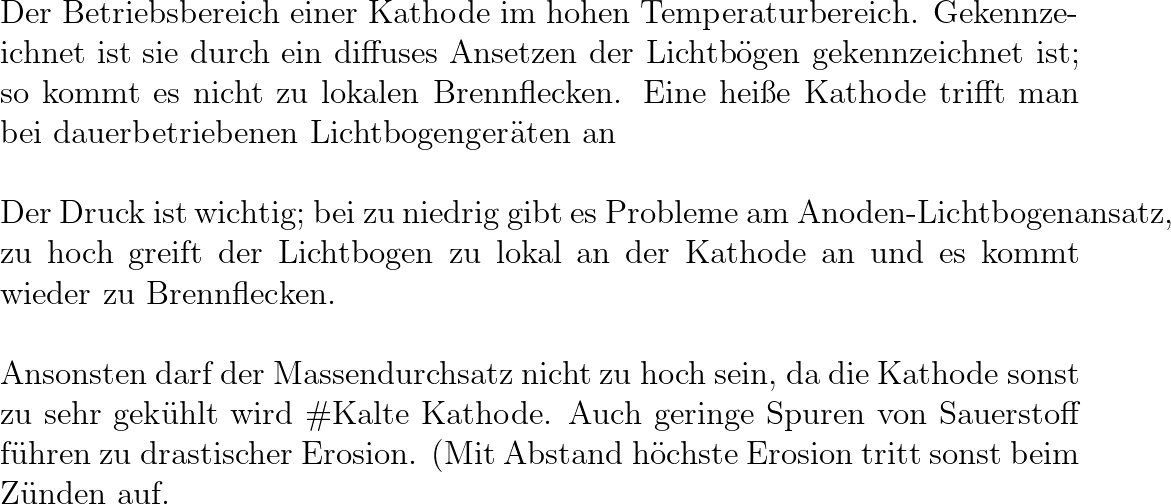 Der Betriebsbereich einer Kathode im hohen Temperaturbereich. Gekennze-
ichnet ist sie durch ein diffuses Ansetzen der Lichtbögen gekennzeichnet ist;
so kommt es nicht zu lokalen Brennflecken. Eine heiße Kathode trifft man
bei dauerbetriebenen Lichtbogengeräten an
Der Druck ist wichtig; bei zu niedrig gibt es Probleme am Anoden-Lichtbogenansatz,
zu hoch greift der Lichtbogen zu lokal an der Kathode an und es kommt
wieder zu Brennflecken.
Ansonsten darf der Massendurchsatz nicht zu hoch sein, da die Kathode sonst
zu sehr gekühlt wird #Kalte Kathode. Auch geringe Spuren von Sauerstoff
führen zu drastischer Erosion. (Mit Abstand höchste Erosion tritt sonst beim
Zünden auf.